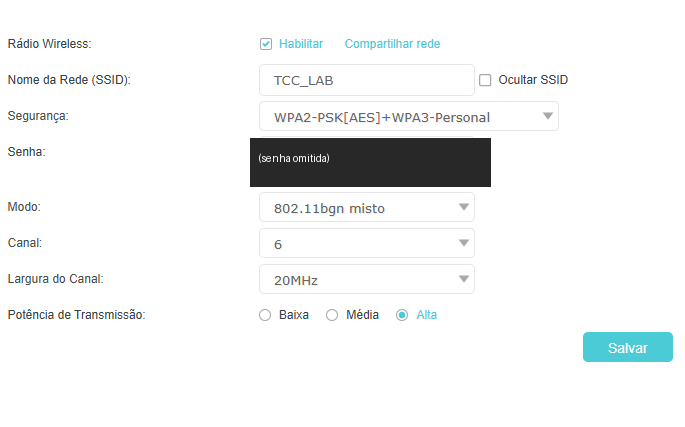 Rádio Wireless: Habilitar Compartilhar rede
Nome da Rede (SSID): TCC_LAB Ocultar SSID
Segurança: WPA2-PSK[AES]+WPA3-Personal
Senha: (senha omitida)
Modo: 802.11bgn misto
Canal: 6
Largura do Canal: 20MHz
Potência de Transmissão: Baixa Média Alta
Salvar